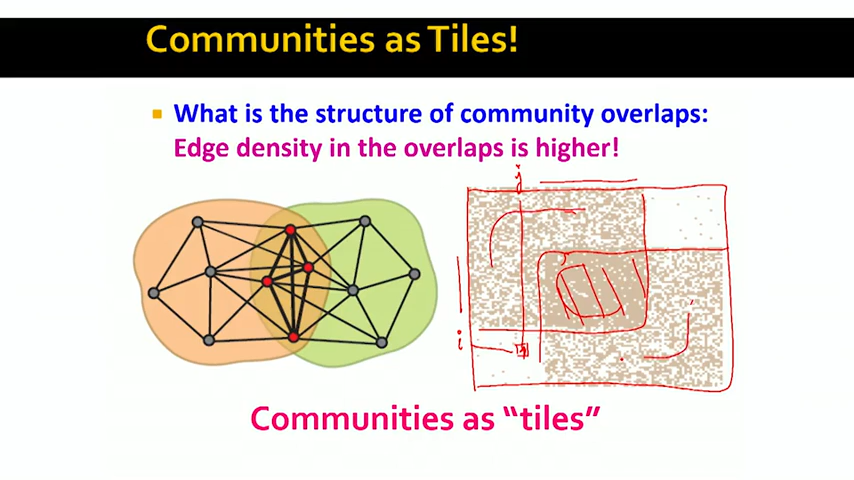 Communities as Tiles!
What is the structure of community overlaps:
Edge density in the overlaps is higher!
j
i
Communities as “tiles”